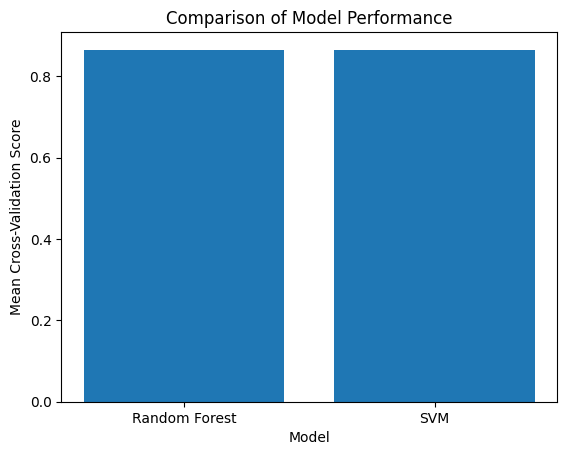 Comparison of Model Performance
Mean Cross-Validation Score
0.8
0.6
0.4
0.2
0.0
Random Forest
SVM
Model